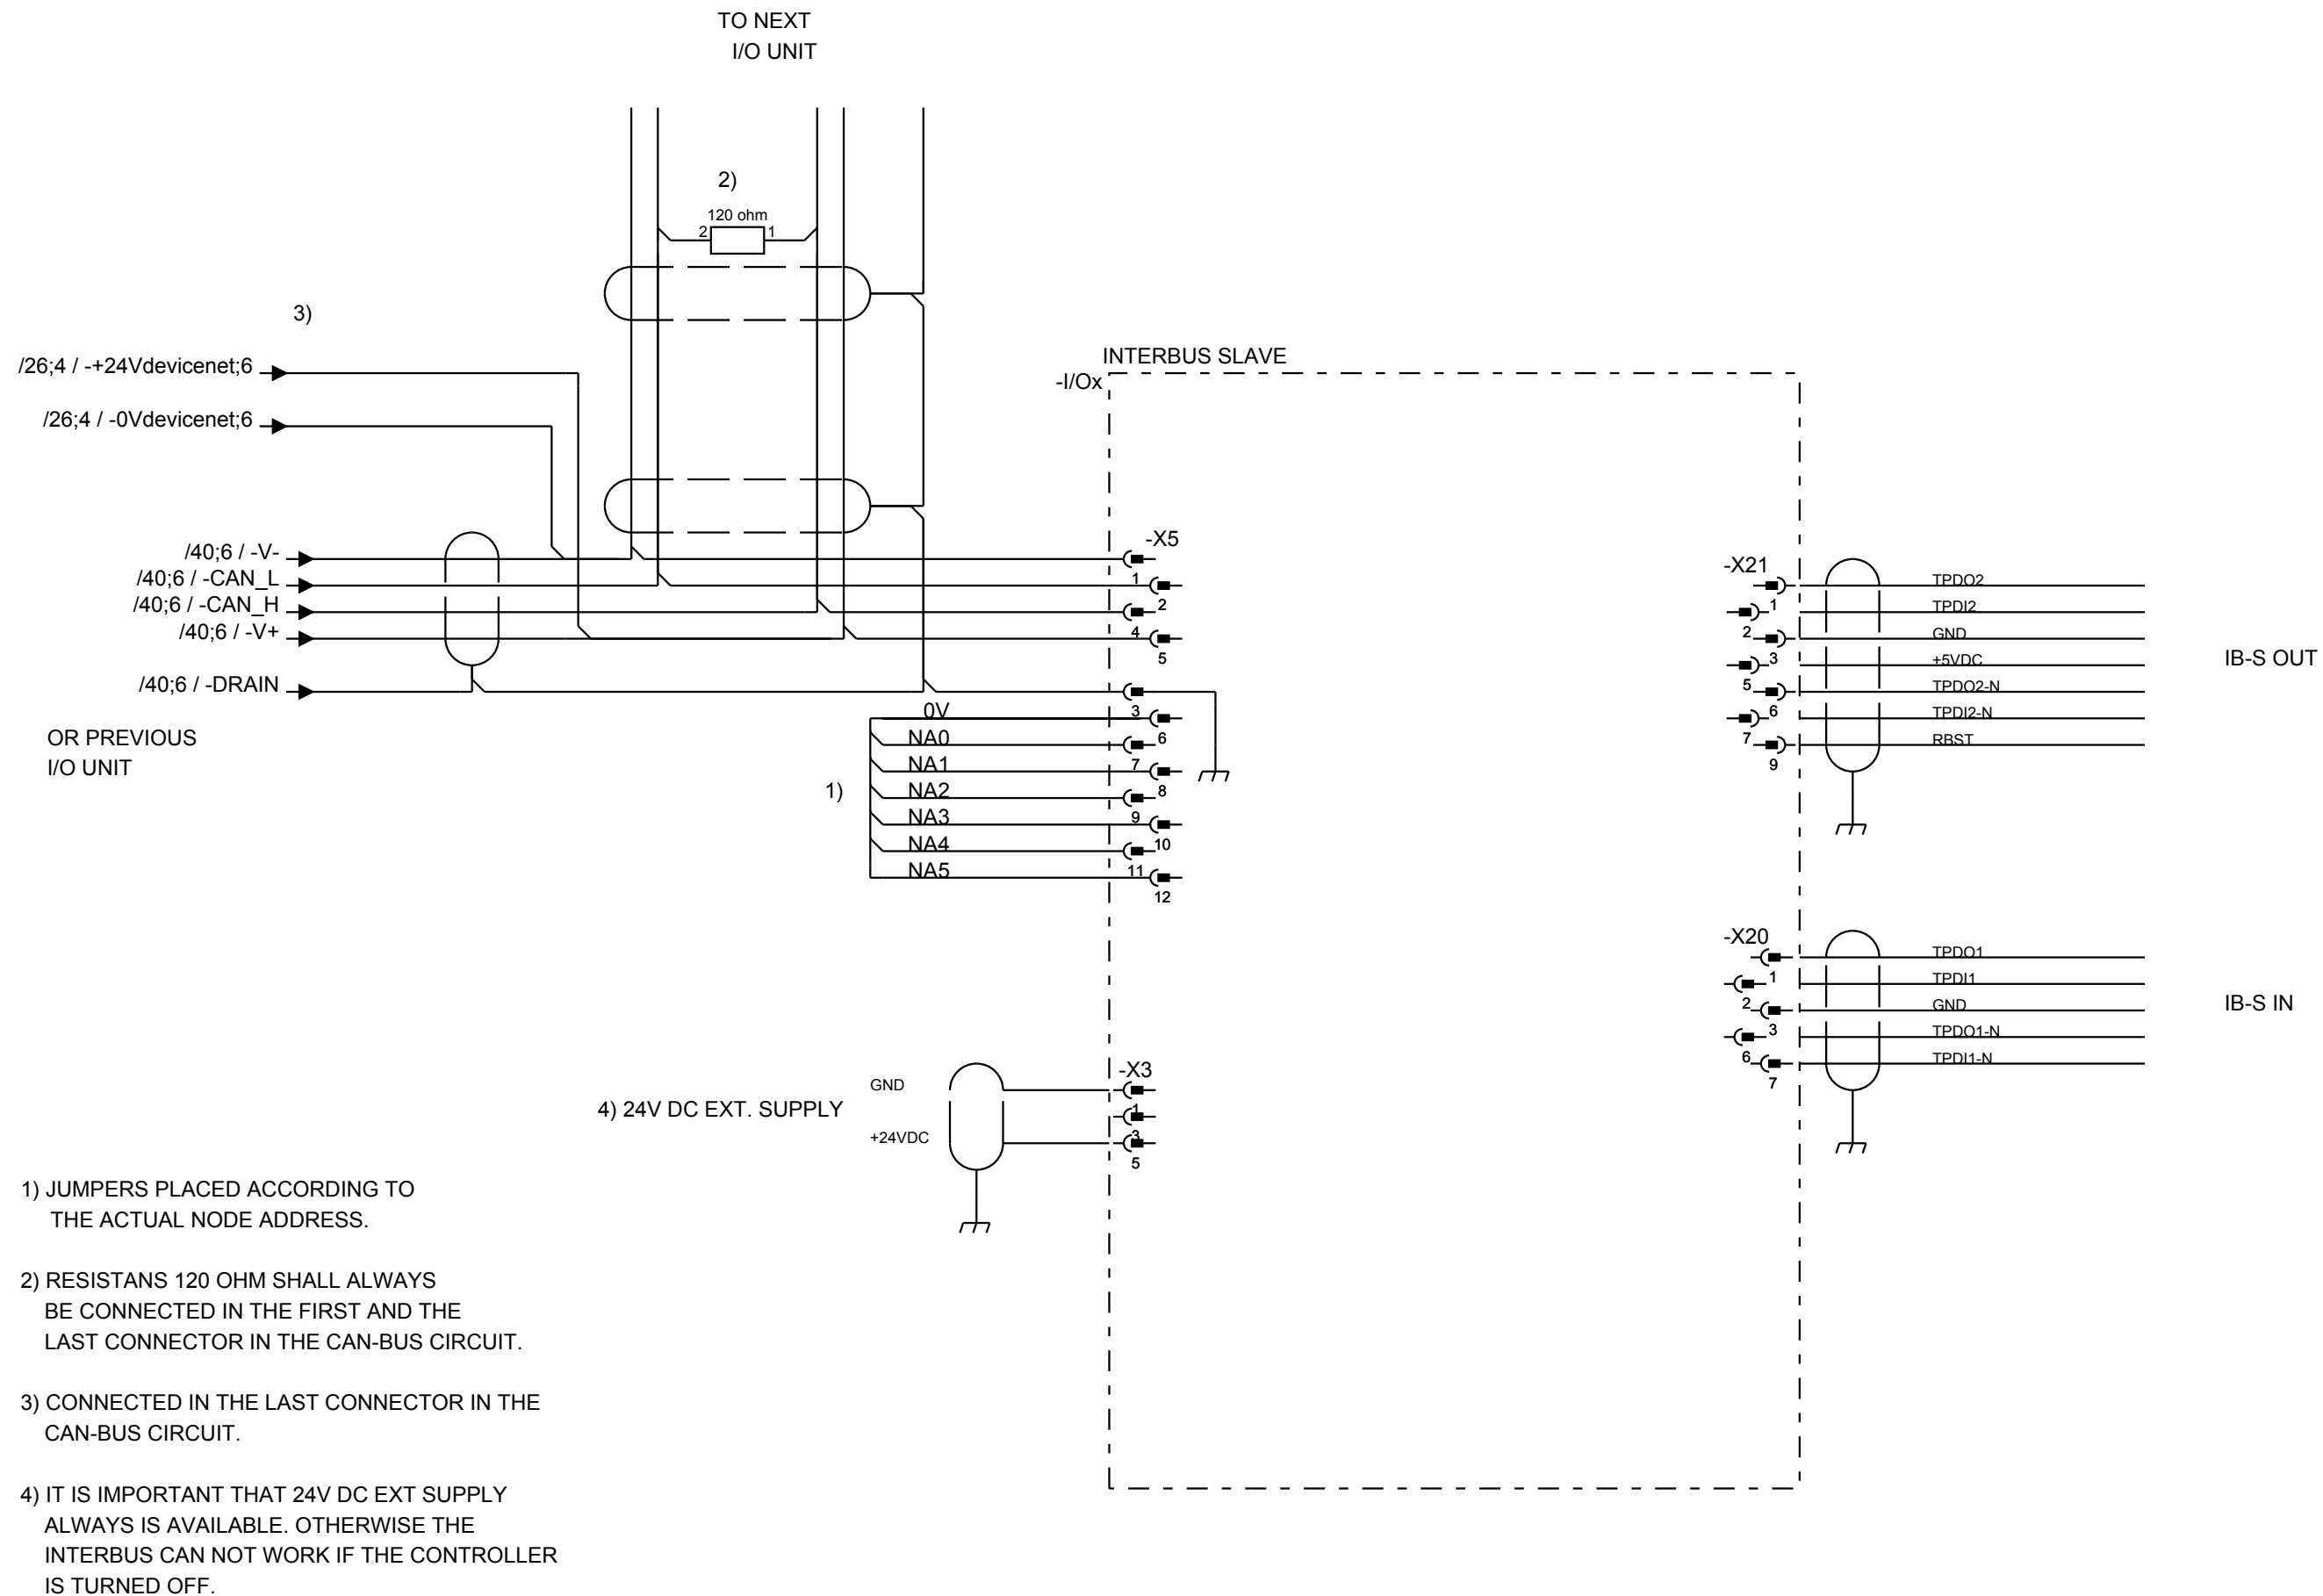 TO NEXT
I/O UNIT
2)
120 ohm
2 1
3)
/26;4 / -+24Vdevicenet;6
/26;4 / -0Vdevicenet;6
INTERBUS SLAVE
-I/Ox
/40;6 / -V-
/40;6 / -CAN_L
/40;6 / -CAN_H
/40;6 / -V+
/40;6 / -DRAIN
OR PREVIOUS
I/O UNIT
-X5
1
2
4
5
3
0V
6
NA0
7
NA1
8
NA2
9
NA3
10
NA4
11
NA5
12
1)
-X21
TPDO2
1
TPDI2
2
GND
3
+5VDC
5
TPDO2-N
6
TPDI2-N
7
RBST
9
IB-S OUT
-X20
TPDO1
1
TPDI1
2
GND
3
TPDO1-N
6
TPDI1-N
7
IB-S IN
-X3
GND
1
4) 24V DC EXT. SUPPLY
3
+24VDC
5
1) JUMPERS PLACED ACCORDING TO
THE ACTUAL NODE ADDRESS.
2) RESISTANS 120 OHM SHALL ALWAYS
BE CONNECTED IN THE FIRST AND THE
LAST CONNECTOR IN THE CAN-BUS CIRCUIT.
3) CONNECTED IN THE LAST CONNECTOR IN THE
CAN-BUS CIRCUIT.
4) IT IS IMPORTANT THAT 24V DC EXT SUPPLY
ALWAYS IS AVAILABLE. OTHERWISE THE
INTERBUS CAN NOT WORK IF THE CONTROLLER
IS TURNED OFF.